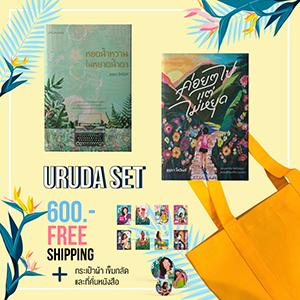 หยดน้ำหวาน
ในหยาดน้ำตา
อุรุดา โควินท์
ค่อยๆ ไป
แต่
ไม่หยุด
อุรุดา โควินท์
URUDA SET
600.-
FREE
SHIPPING
+ กระเป๋าผ้า เข็มกลัด
และที่คั่นหนังสือ